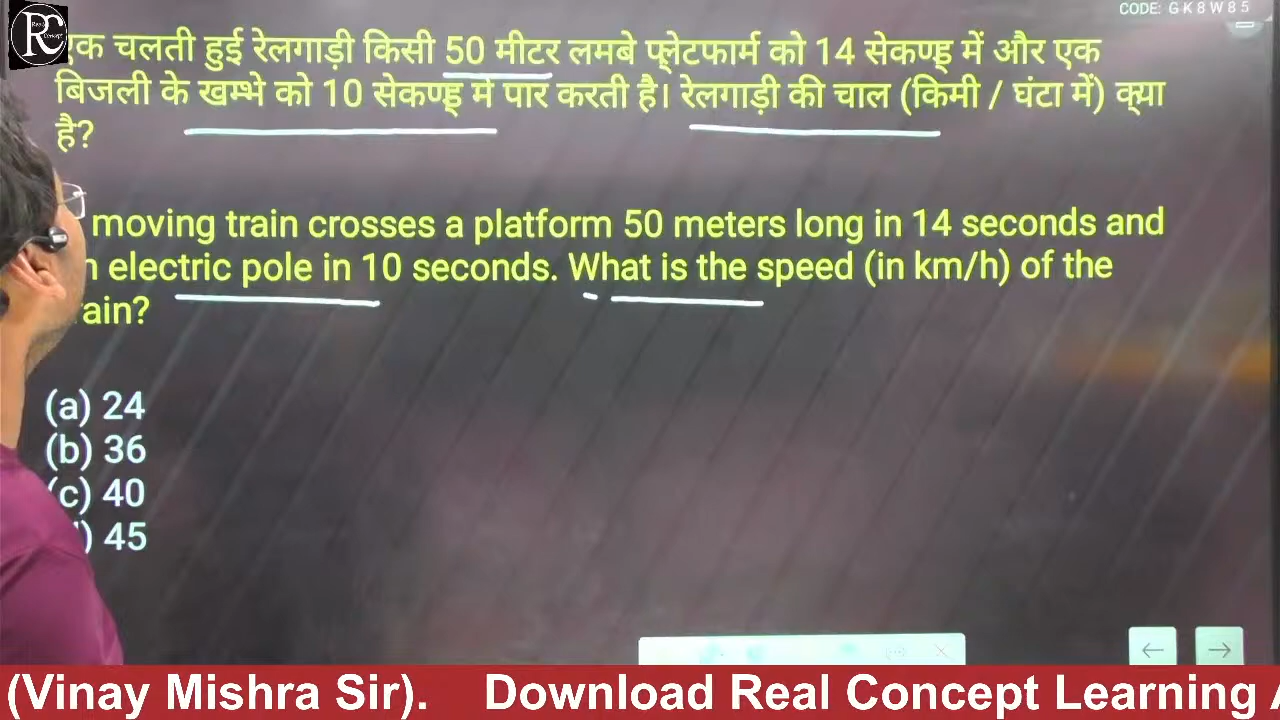 CODE: G K 8 W 8 5
एक चलती हुई रेलगाड़ी किसी 50 मीटर लमबे प्लेटफार्म को 14 सेकण्ड में और एक
बिजली के खम्भे को 10 सेकण्ड में पार करती है। रेलगाड़ी की चाल (किमी / घंटा में) क्या
है?
moving train crosses a platform 50 meters long in 14 seconds and
electric pole in 10 seconds. What is the speed (in km/h) of the
rain?
(a) 24
(b) 36
(c) 40
) 45
(Vinay Mishra Sir). Download Real Concept Learning